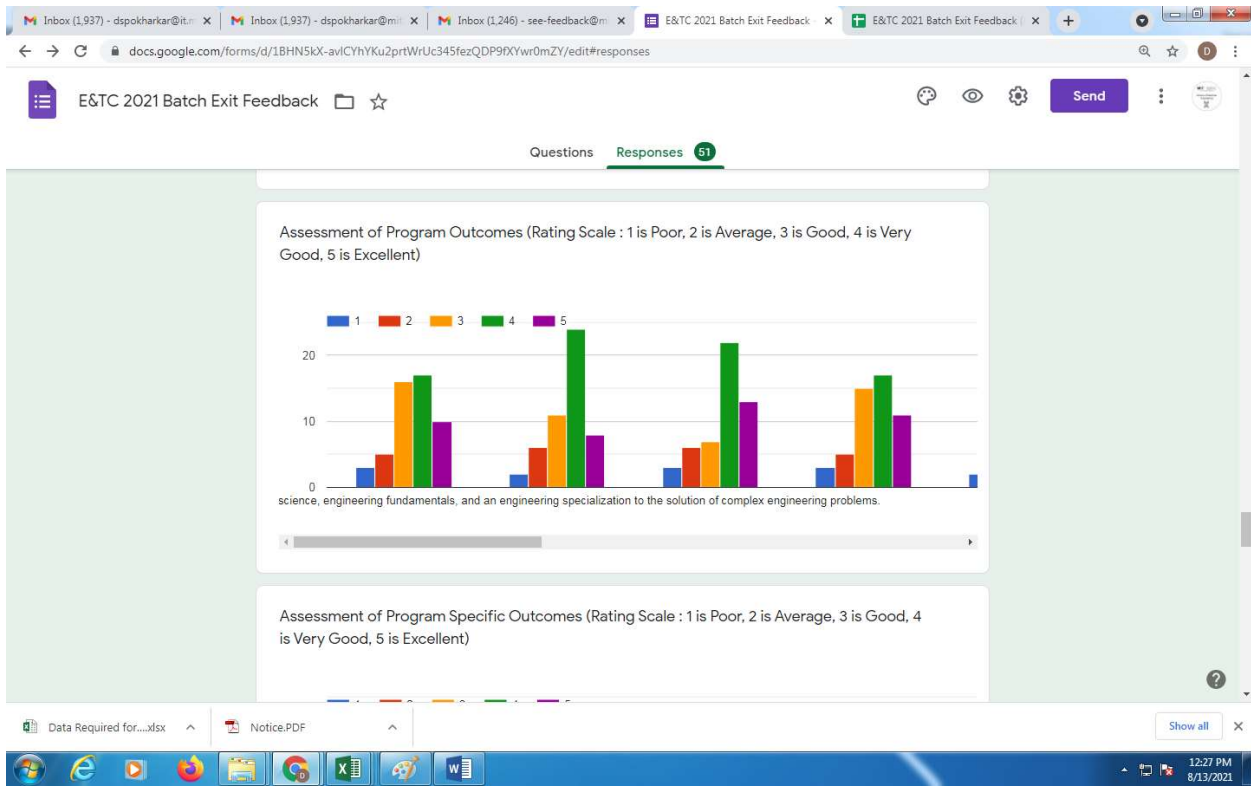 Inbox (1,937) - dspokharkar@it.m
Inbox (1,937) - dspokharkar@mit
Inbox (1,246) - see-feedback@m
E&TC 2021 Batch Exit Feedback
E&TC 2021 Batch Exit Feedback
docs.google.com/forms/d/1BHN5kX-avlCYhYKu2prtWrUc345fezQDP9fXYwr0mZY/edit#responses
D
E&TC 2021 Batch Exit Feedback
Send
Questions Responses 51
Assessment of Program Outcomes (Rating Scale : 1 is Poor, 2 is Average, 3 is Good, 4 is Very
Good, 5 is Excellent)
1 2 3 4 5
20
10
0
science, engineering fundamentals, and an engineering specialization to the solution of complex engineering problems.
Assessment of Program Specific Outcomes (Rating Scale : 1 is Poor, 2 is Average, 3 is Good, 4
is Very Good, 5 is Excellent)
Data Required for....xlsx
Notice.PDF
Show all
12:27 PM
8/13/2021